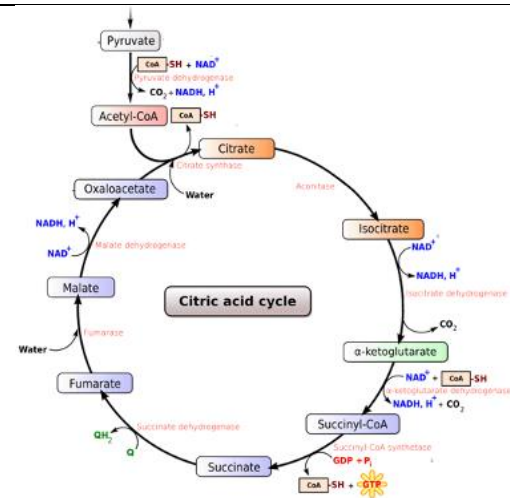 Pyruvate
CoA -SH + NAD+
Pyruvate dehydrogenase
CO2 + NADH, H+
Acetyl-CoA
CoA -SH
Citrate
Citrate synthase
Water
Aconitase
Oxaloacetate
Isocitrate
NAD+
NADH, H+
Isocitrate dehydrogenase
CO2
α-ketoglutarate
NAD+ + CoA -SH
α-ketoglutarate dehydrogenase
NADH, H+ + CO2
Succinyl-CoA
Succinyl CoA synthetase
GDP + Pi
CoA -SH + GTP
Succinate
Succinate dehydrogenase
QH2
Q
Fumarate
Fumarase
Water
Malate
Malate dehydrogenase
NADH, H+
NAD+
Citric acid cycle